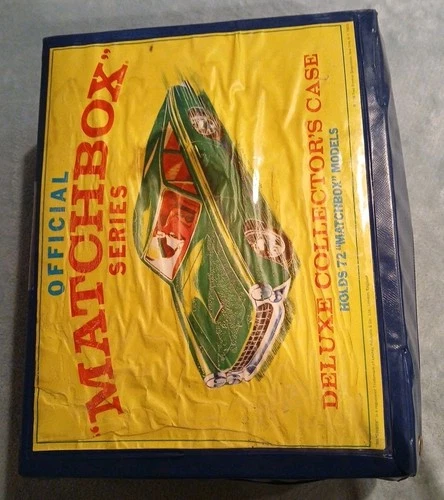 OFFICIAL
"MATCHBOX"
SERIES
DELUXE COLLECTOR'S CASE
HOLDS 72 "MATCHBOX" MODELS